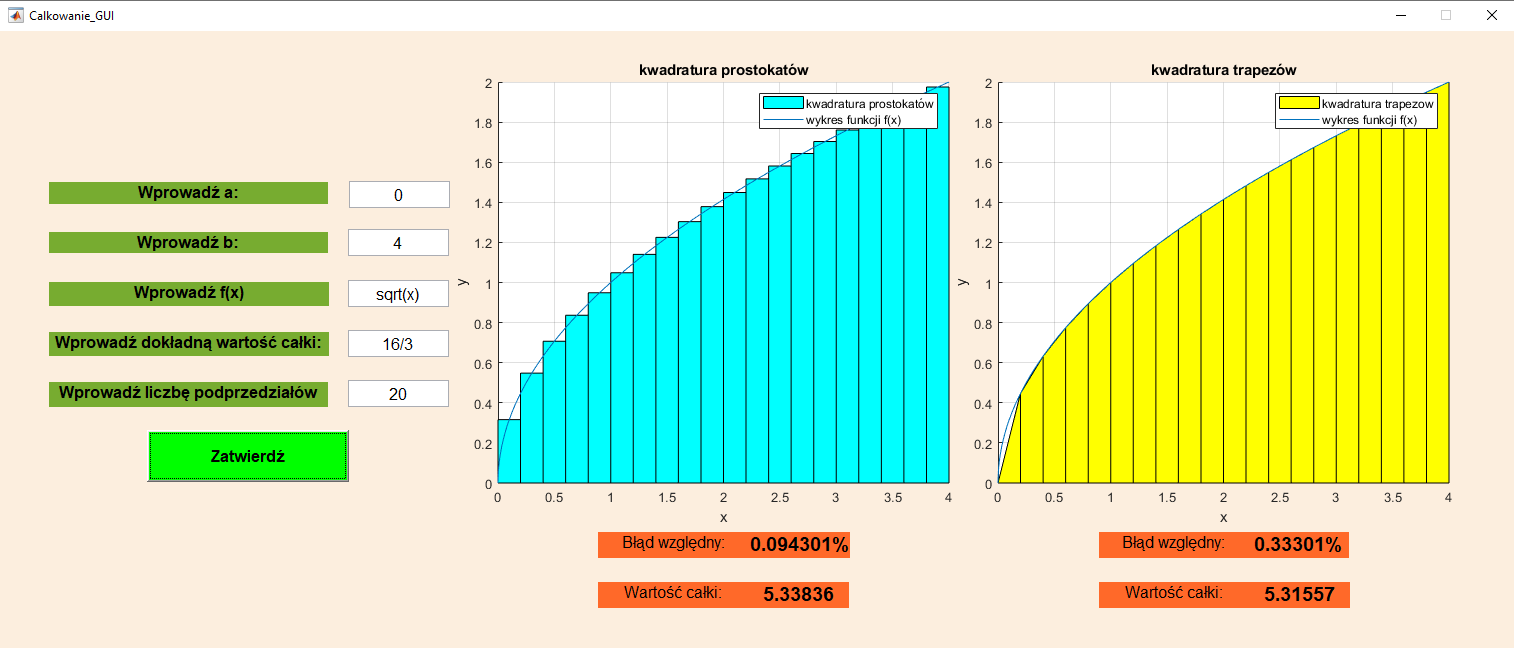 Calkowanie_GUI
Wprowadź a:
0
Wprowadź b:
4
Wprowadź f(x)
sqrt(x)
Wprowadź dokładną wartość całki:
16/3
Wprowadź liczbę podprzedziałów
20
Zatwierdź
kwadratura prostokatów
kwadratura prostokatów
wykres funkcji f(x)
2
1.8
1.6
1.4
1.2
1
0.8
0.6
0.4
0.2
0
y
0 0.5 1 1.5 2 2.5 3 3.5 4
x
Błąd względny: 0.094301%
Wartość całki: 5.33836
kwadratura trapezów
kwadratura trapezow
wykres funkcji f(x)
2
1.8
1.6
1.4
1.2
1
0.8
0.6
0.4
0.2
0
y
0 0.5 1 1.5 2 2.5 3 3.5 4
x
Błąd względny: 0.33301%
Wartość całki: 5.31557